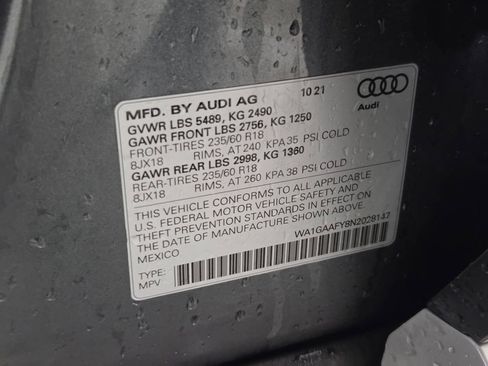 MFD. BY AUDI AG 10 21
Audi
GVWR LBS 5489, KG 2490
GAWR FRONT LBS 2756, KG 1250
FRONT-TIRES 235/60 R18
8JX18 RIMS, AT 240 KPA 35 PSI COLD
GAWR REAR LBS 2998, KG 1360
REAR-TIRES 235/60 R18
8JX18 RIMS, AT 260 KPA 38 PSI COLD
THIS VEHICLE CONFORMS TO ALL APPLICABLE
U.S. FEDERAL MOTOR VEHICLE SAFETY AND
THEFT PREVENTION STANDARDS IN EFFECT ON
THE DATE OF MANUFACTURE SHOWN ABOVE.
MEXICO
WA1GAAFY8N2028147
TYPE:
MPV